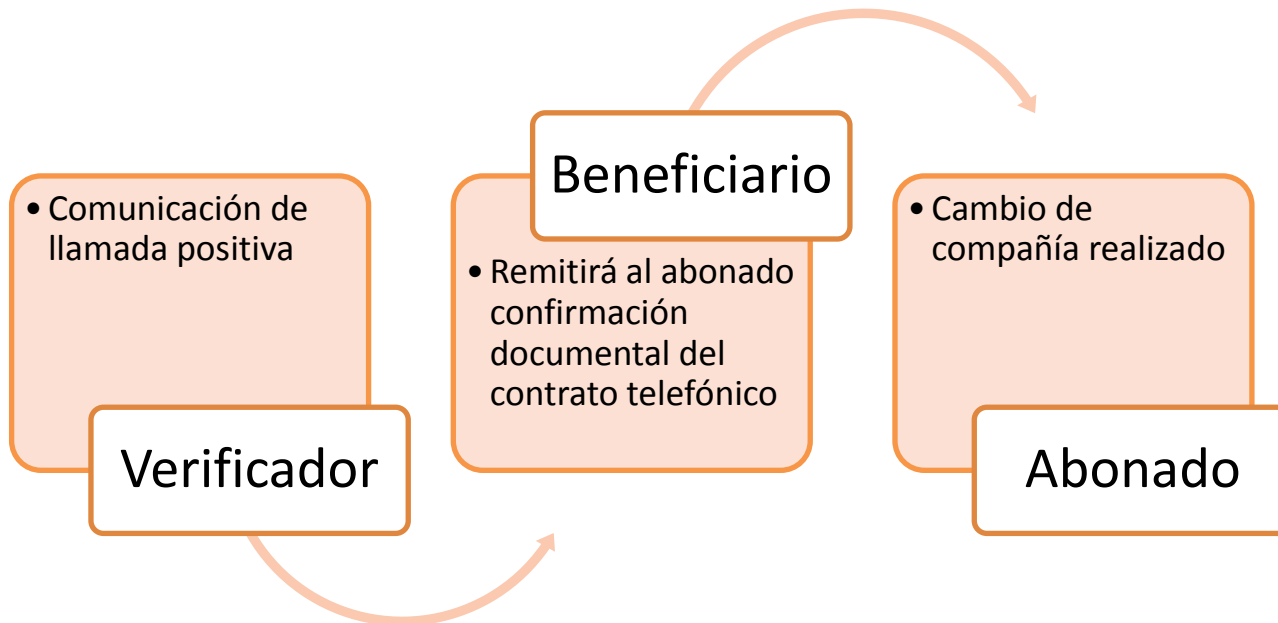 • Comunicación de
llamada positiva
Verificador
Beneficiario
• Remitirá al abonado
confirmación
documental del
contrato telefónico
• Cambio de
compañía realizado
Abonado